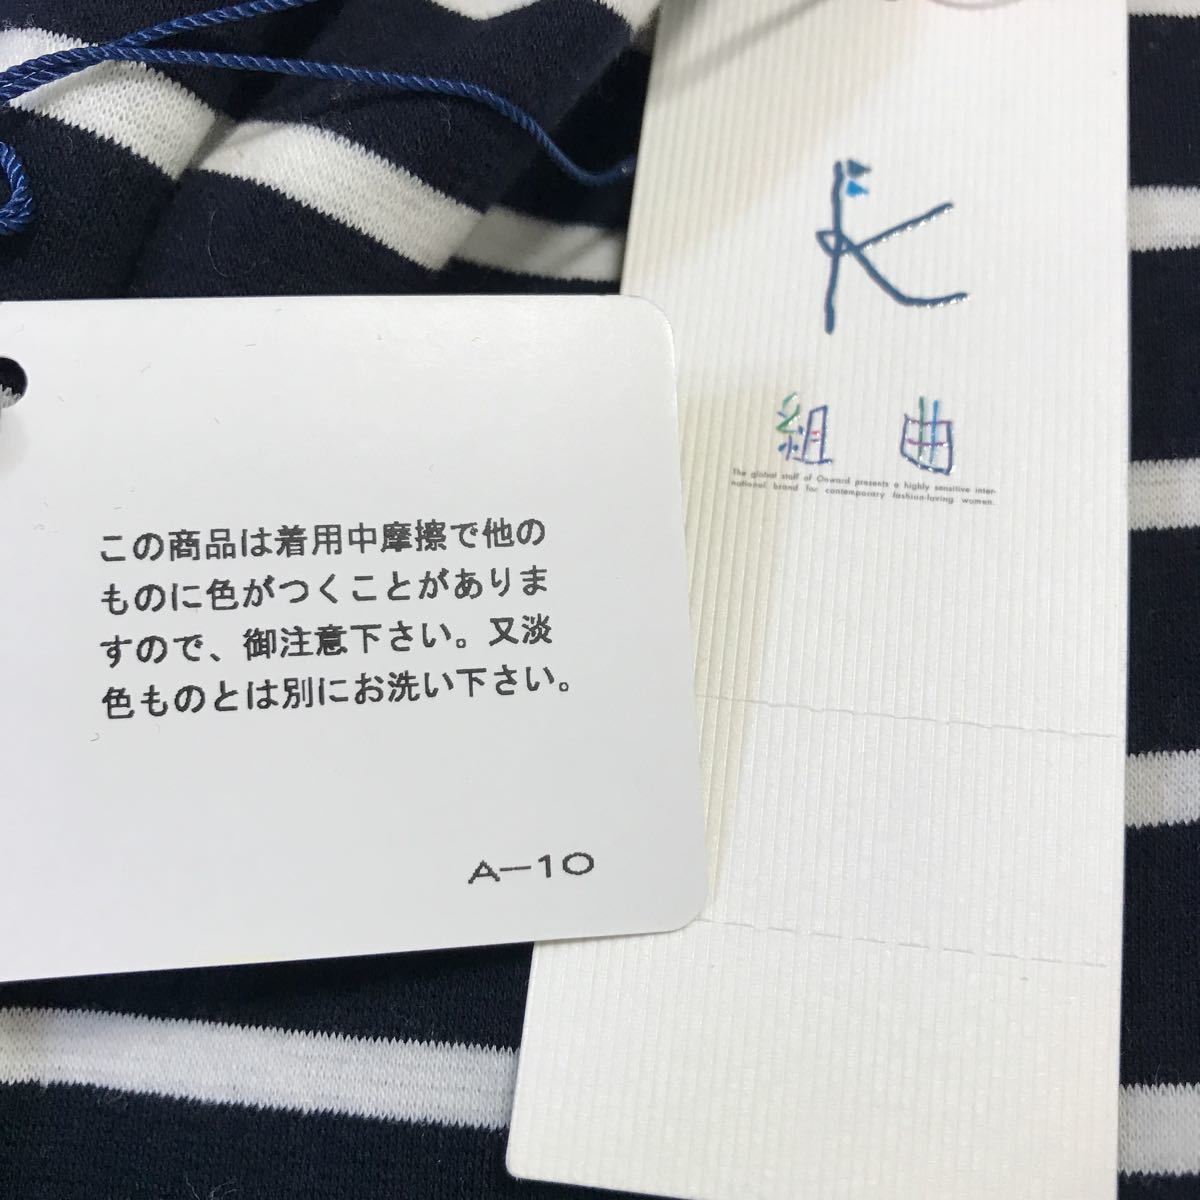 K
組曲
The global staff of Onward presents a highly sensitive inter-
national brand for contemporary fashion-loving women.
この商品は着用中摩擦で他の
ものに色がつくことがありま
すので、御注意下さい。又淡
色ものとは別にお洗い下さい。
A-10